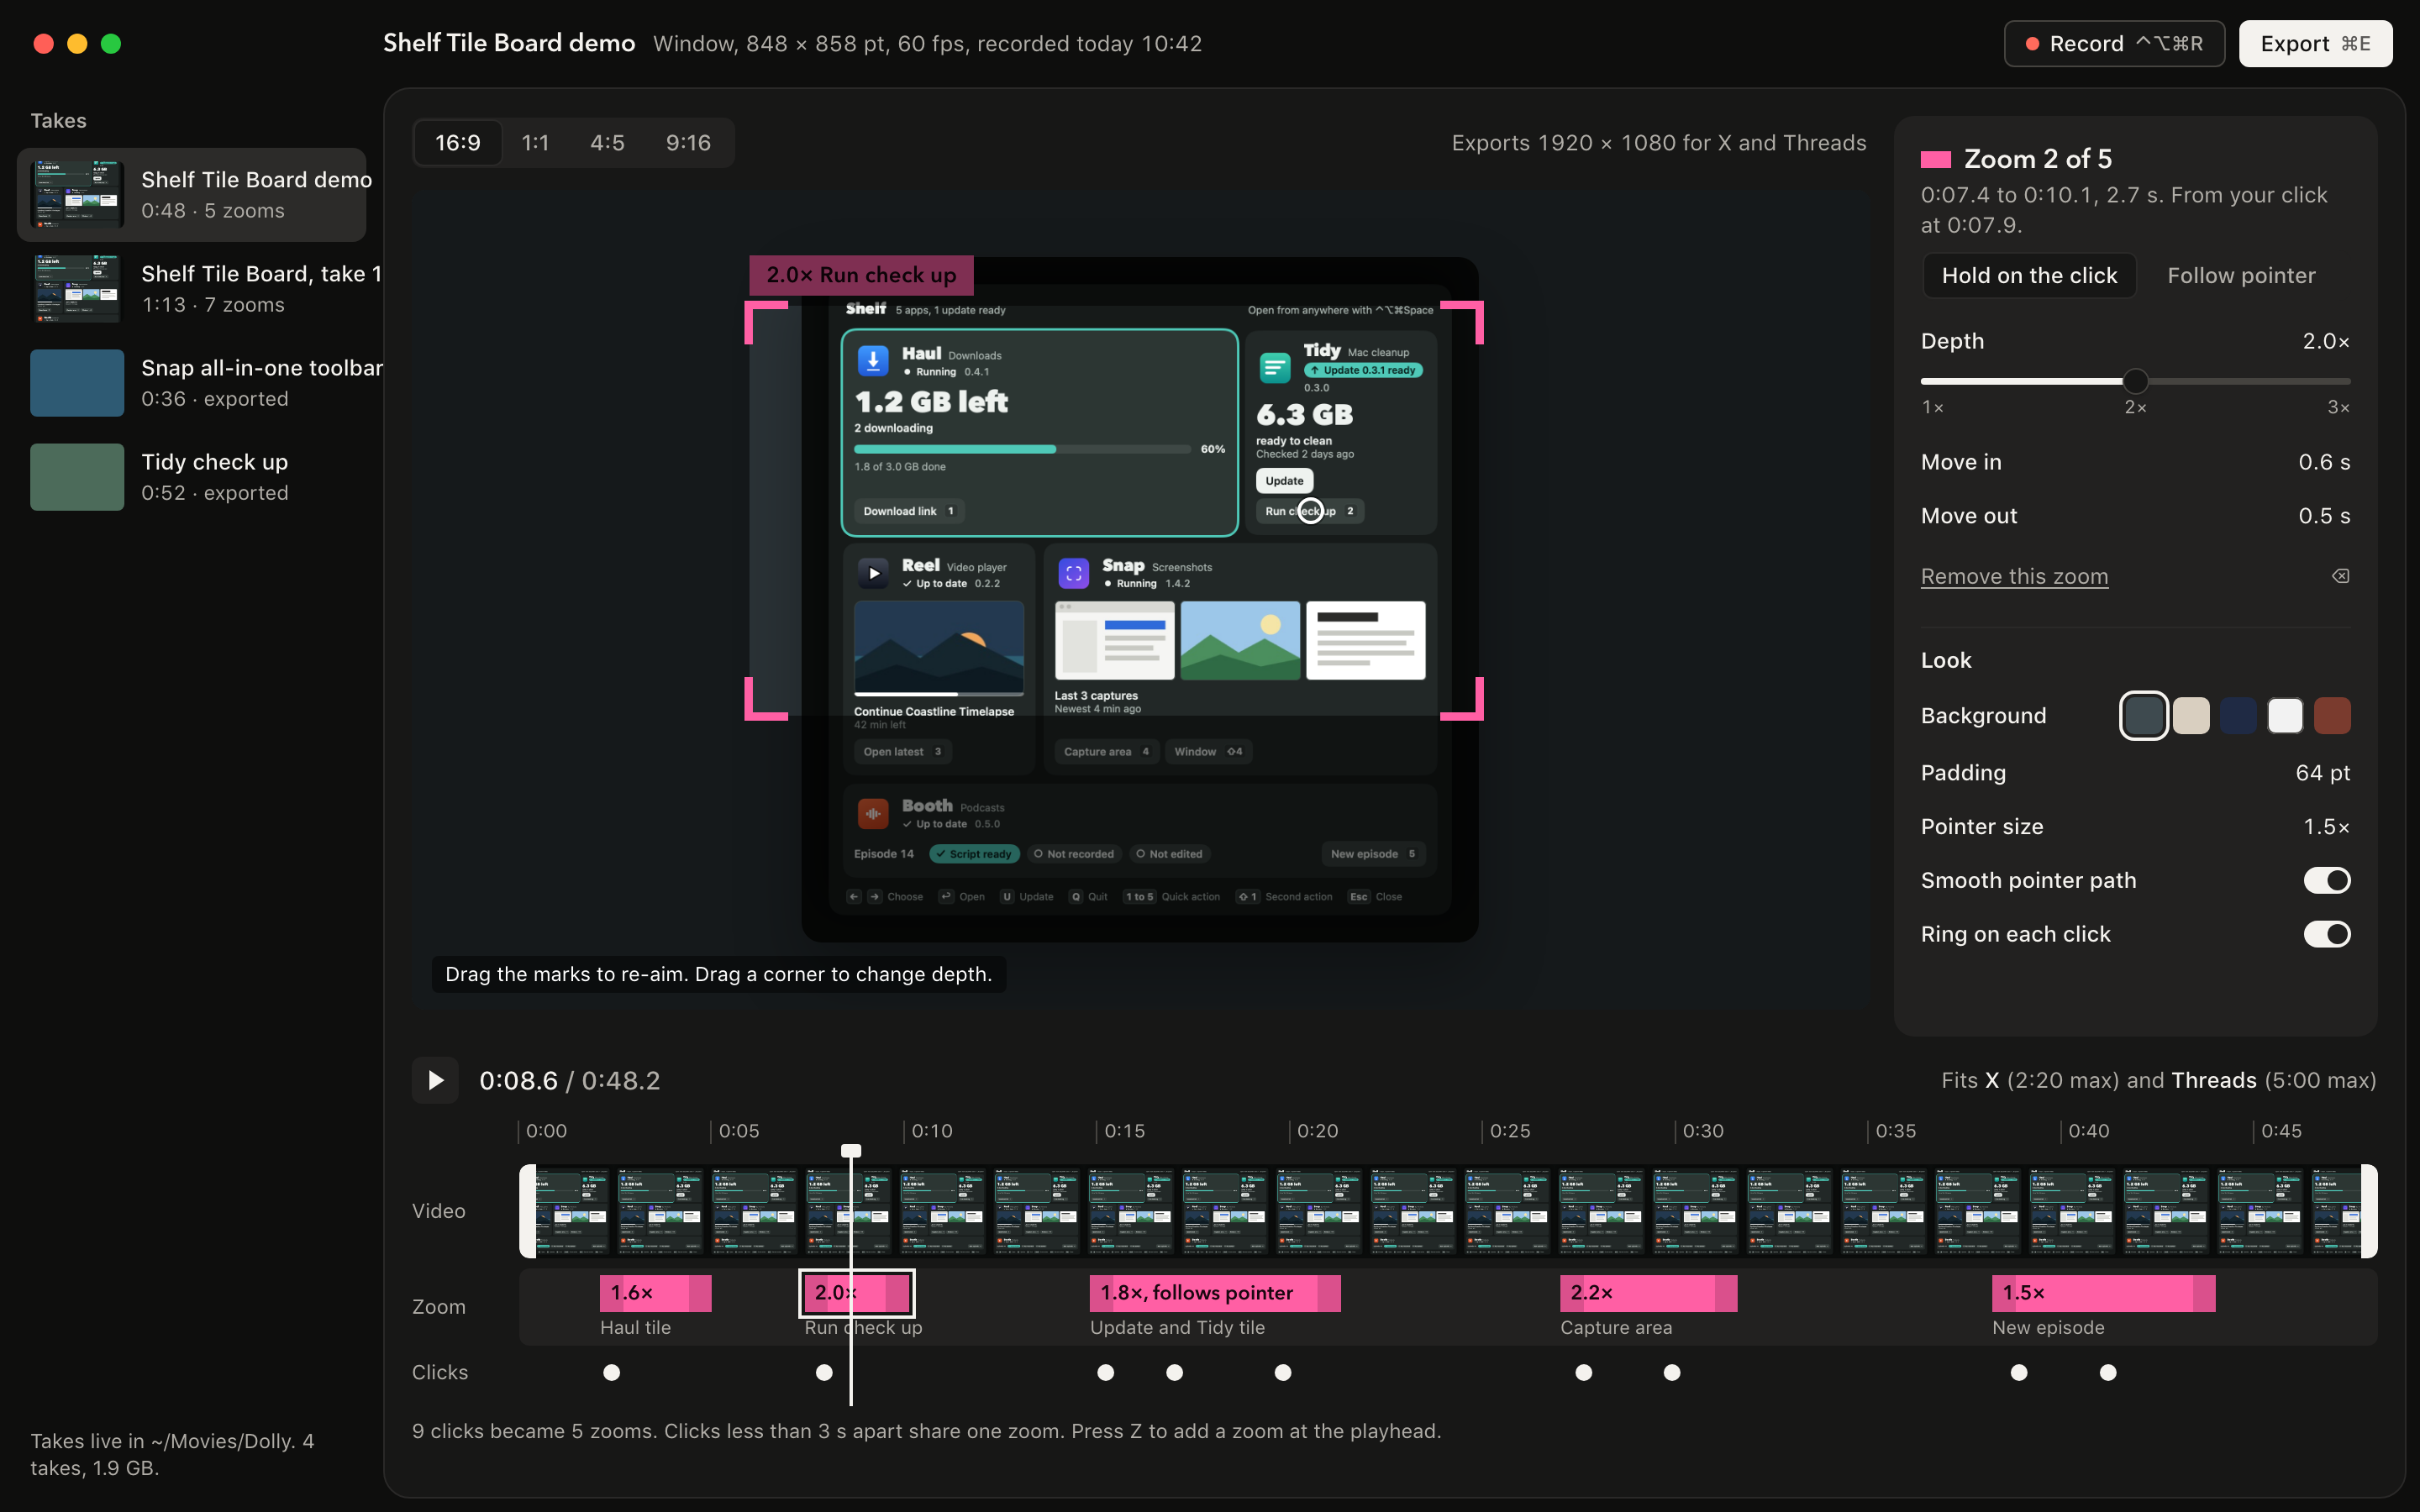 Shelf Tile Board demo Window, 848 × 858 pt, 60 fps, recorded today 10:42
Record ^⌥⌘R
Export ⌘E
Takes
Shelf Tile Board demo
0:48 · 5 zooms
Shelf Tile Board, take 1
1:13 · 7 zooms
Snap all-in-one toolbar
0:36 · exported
Tidy check up
0:52 · exported
Takes live in ~/Movies/Dolly. 4
takes, 1.9 GB.
16:9 1:1 4:5 9:16
Exports 1920 × 1080 for X and Threads
2.0× Run check up
Shelf 5 apps, 1 update ready
Open from anywhere with ^⌥⌘Space
Haul Downloads
Running 0.4.1
1.2 GB left
2 downloading
60%
1.8 of 3.0 GB done
Download link 1
Tidy Mac cleanup
Update 0.3.1 ready
0.3.0
6.3 GB
ready to clean
Checked 2 days ago
Update
Run check up 2
Reel Video player
Up to date 0.2.2
Continue Coastline Timelapse
42 min left
Open latest 3
Snap Screenshots
Running 1.4.2
Last 3 captures
Newest 4 min ago
Capture area 4
Window ⇧4
Booth Podcasts
Up to date 0.5.0
Episode 14 Script ready Not recorded Not edited
New episode 5
← → Choose ↩ Open U Update Q Quit 1 to 5 Quick action ⇧1 Second action Esc Close
Drag the marks to re-aim. Drag a corner to change depth.
Zoom 2 of 5
0:07.4 to 0:10.1, 2.7 s. From your click
at 0:07.9.
Hold on the click Follow pointer
Depth 2.0×
1× 2× 3×
Move in 0.6 s
Move out 0.5 s
Remove this zoom
Look
Background
Padding 64 pt
Pointer size 1.5×
Smooth pointer path
Ring on each click
0:08.6 / 0:48.2
Fits X (2:20 max) and Threads (5:00 max)
0:00 0:05 0:10 0:15 0:20 0:25 0:30 0:35 0:40 0:45
Video
Zoom
1.6× 2.0× 1.8×, follows pointer 2.2× 1.5×
Haul tile Run check up Update and Tidy tile Capture area New episode
Clicks
9 clicks became 5 zooms. Clicks less than 3 s apart share one zoom. Press Z to add a zoom at the playhead.